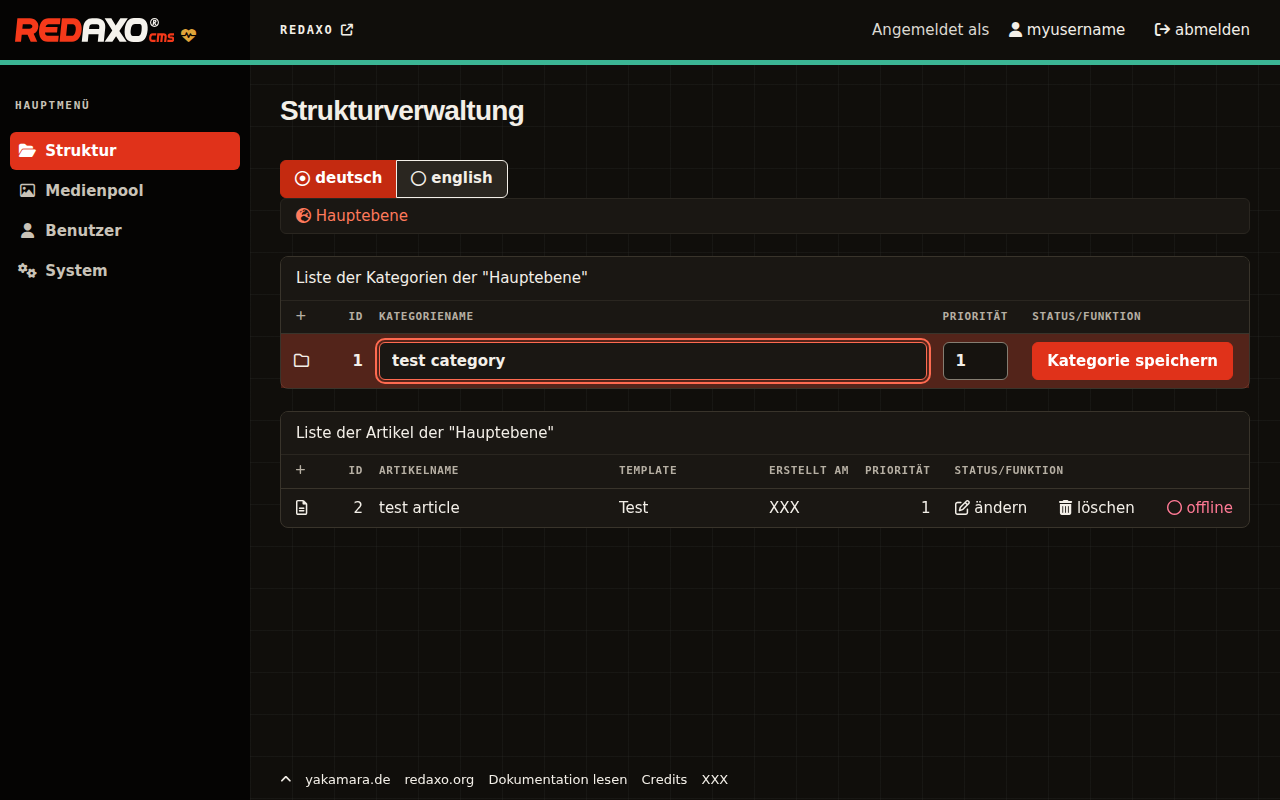 REDAXO® cms
REDAXO
Angemeldet als myusername abmelden
HAUPTMENÜ
Struktur
Medienpool
Benutzer
System
Strukturverwaltung
deutsch english
Hauptebene
Liste der Kategorien der "Hauptebene"
+ ID KATEGORIENAME PRIORITÄT STATUS/FUNKTION
1 test category 1 Kategorie speichern
Liste der Artikel der "Hauptebene"
+ ID ARTIKELNAME TEMPLATE ERSTELLT AM PRIORITÄT STATUS/FUNKTION
2 test article Test XXX 1 ändern löschen offline
yakamara.de redaxo.org Dokumentation lesen Credits XXX